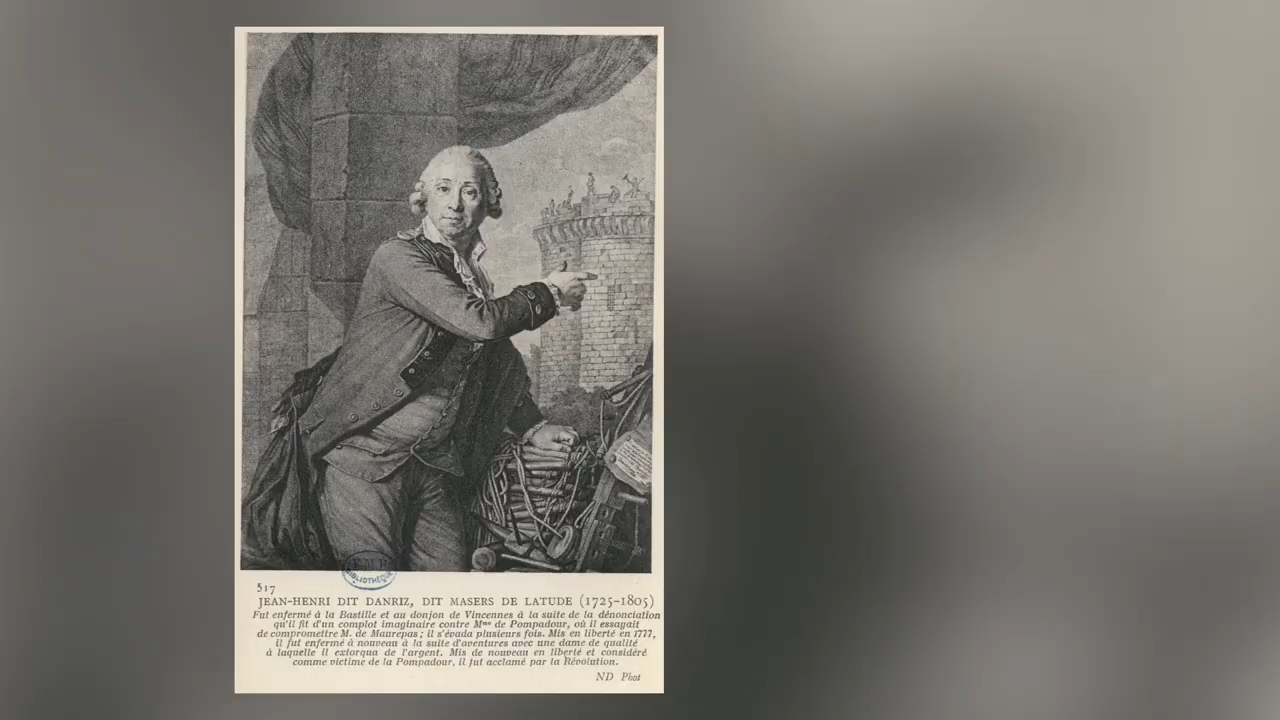 517
JEAN-HENRI DIT DANRIZ, DIT MASERS DE LATUDE (1725-1805)
Fut enfermé à la Bastille et au donjon de Vincennes à la suite de la dénonciation
qu'il fit d'un complot imaginaire contre Mme de Pompadour, où il essayait
de compromettre M. de Maurepas ; il s'évada plusieurs fois. Mis en liberté en 1777,
il fut enfermé à nouveau à la suite d'aventures avec une dame de qualité
à laquelle il extorqua de l'argent. Mis de nouveau en liberté et considéré
comme victime de la Pompadour, il fut acclamé par la Révolution.
ND Phot
BIBLIOTHÈQUE